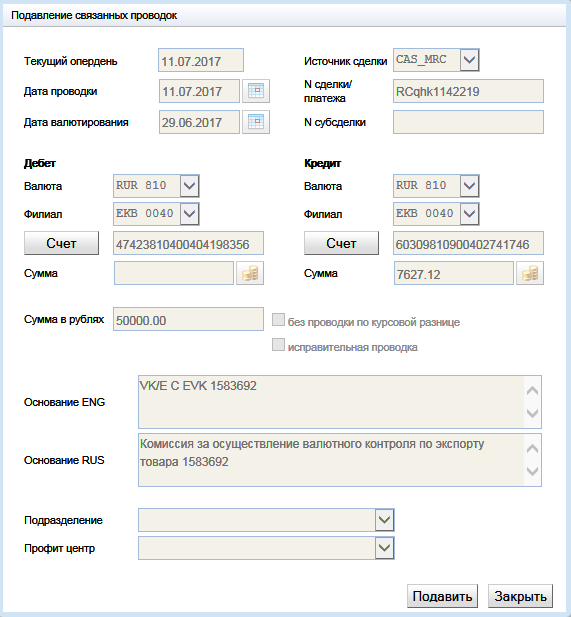 Подавление связанных проводок
Текущий опердень 11.07.2017 Источник сделки CAS_MRC
Дата проводки 11.07.2017 N сделки/
платежа RCqhk1142219
Дата валютирования 29.06.2017 N субсделки
Дебет Кредит
Валюта RUR 810 Валюта RUR 810
Филиал EKB 0040 Филиал EKB 0040
Счет 47423810400404198356 Счет 60309810900402741746
Сумма Сумма 7627.12
Сумма в рублях 50000.00 без проводки по курсовой разнице
исправительная проводка
Основание ENG VK/E C EVK 1583692
Основание RUS Комиссия за осуществление валютного контроля по экспорту
товара 1583692
Подразделение
Профит центр
Подавить Закрыть